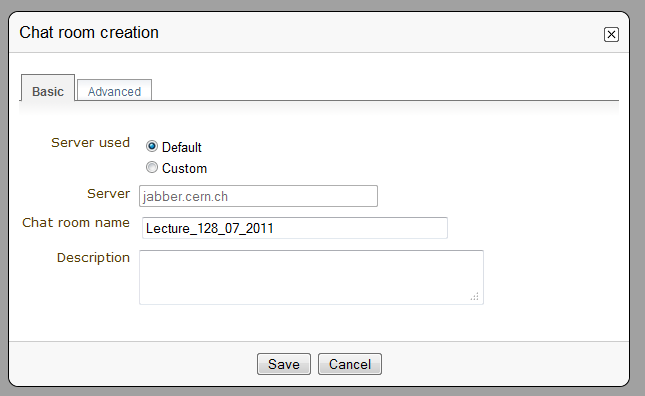 Chat room creation
Basic Advanced
Server used Default
Custom
Server jabber.cern.ch
Chat room name Lecture_128_07_2011
Description
Save Cancel